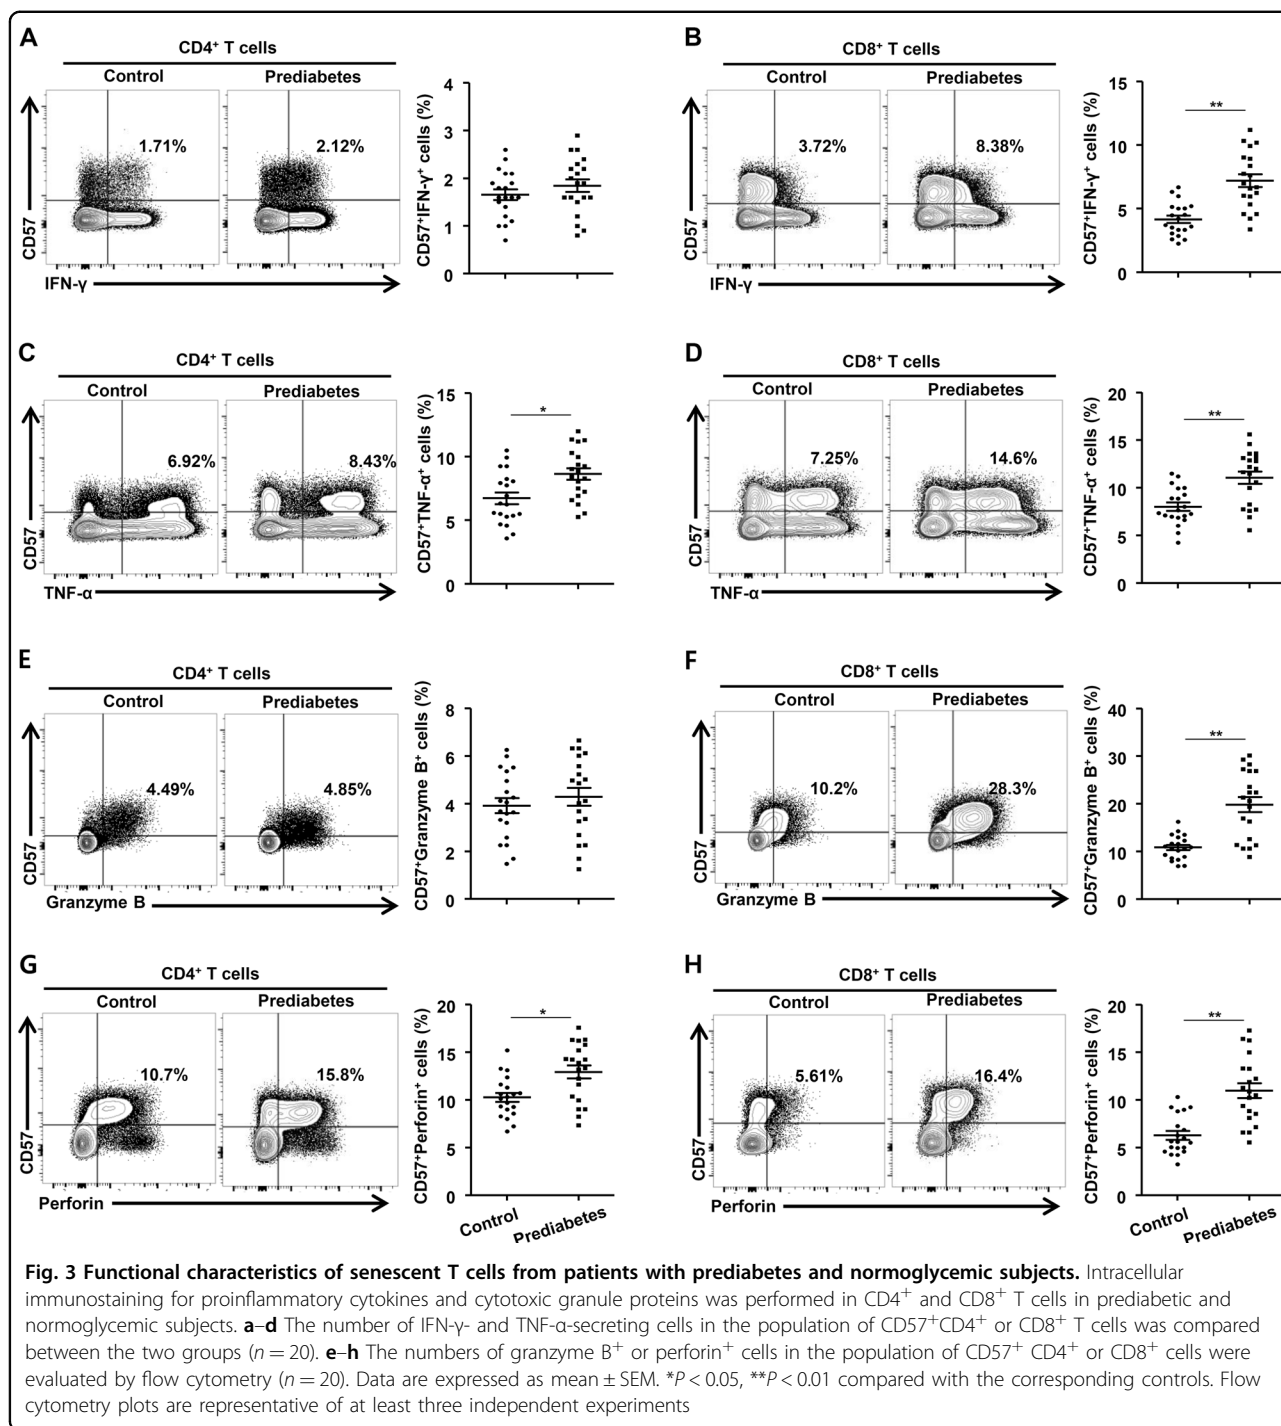 A
CD4⁺ T cells
Control
Prediabetes
1.71%
2.12%
CD57
IFN-γ
CD57⁺IFN-γ⁺ cells (%)
4
3
2
1
0
B
CD8⁺ T cells
Control
Prediabetes
3.72%
8.38%
CD57
IFN-γ
CD57⁺IFN-γ⁺ cells (%)
15
10
5
0
**
C
CD4⁺ T cells
Control
Prediabetes
6.92%
8.43%
CD57
TNF-α
CD57⁺TNF-α⁺ cells (%)
15
10
5
0
*
D
CD8⁺ T cells
Control
Prediabetes
7.25%
14.6%
CD57
TNF-α
CD57⁺TNF-α⁺ cells (%)
20
15
10
5
0
**
E
CD4⁺ T cells
Control
Prediabetes
4.49%
4.85%
CD57
Granzyme B
CD57⁺Granzyme B⁺ cells (%)
8
6
4
2
0
F
CD8⁺ T cells
Control
Prediabetes
10.2%
28.3%
CD57
Granzyme B
CD57⁺Granzyme B⁺ cells (%)
40
30
20
10
0
**
G
CD4⁺ T cells
Control
Prediabetes
10.7%
15.8%
CD57
Perforin
CD57⁺Perforin⁺ cells (%)
20
15
10
5
0
*
Control
Prediabetes
H
CD8⁺ T cells
Control
Prediabetes
5.61%
16.4%
CD57
Perforin
CD57⁺Perforin⁺ cells (%)
20
15
10
5
0
**
Control
Prediabetes
Fig. 3 Functional characteristics of senescent T cells from patients with prediabetes and normoglycemic subjects. Intracellular
immunostaining for proinflammatory cytokines and cytotoxic granule proteins was performed in CD4⁺ and CD8⁺ T cells in prediabetic and
normoglycemic subjects. a–d The number of IFN-γ- and TNF-α-secreting cells in the population of CD57⁺CD4⁺ or CD8⁺ T cells was compared
between the two groups (n = 20). e–h The numbers of granzyme B⁺ or perforin⁺ cells in the population of CD57⁺ CD4⁺ or CD8⁺ cells were
evaluated by flow cytometry (n = 20). Data are expressed as mean ± SEM. *P < 0.05, **P < 0.01 compared with the corresponding controls. Flow
cytometry plots are representative of at least three independent experiments